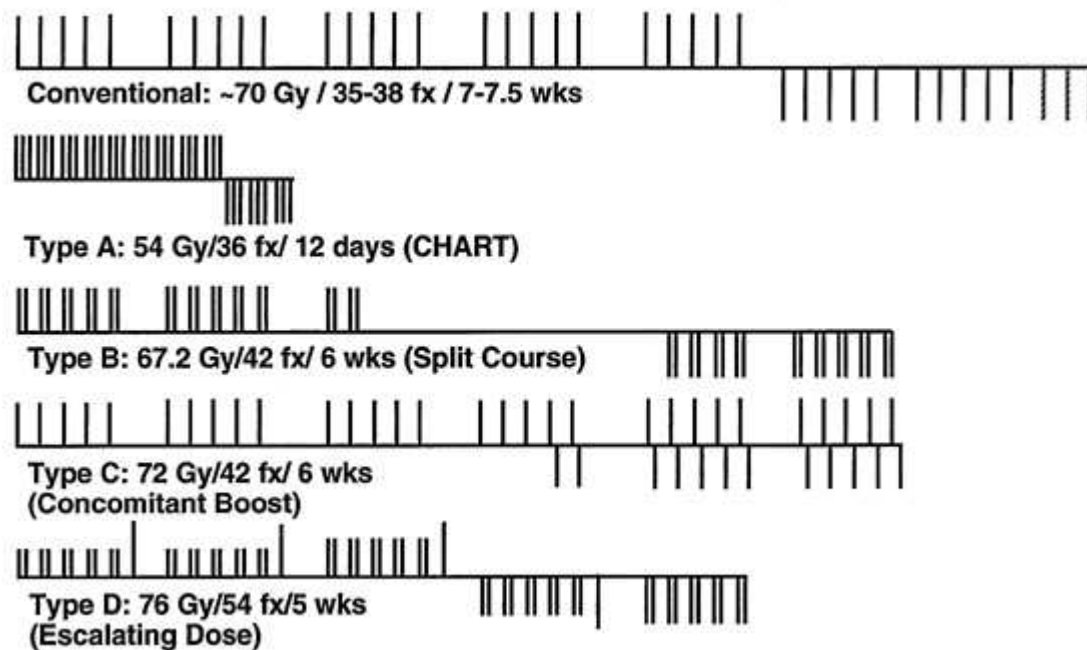 Conventional: ~70 Gy / 35-38 fx / 7-7.5 wks
Type A: 54 Gy/36 fx/ 12 days (CHART)
Type B: 67.2 Gy/42 fx/ 6 wks (Split Course)
Type C: 72 Gy/42 fx/ 6 wks
(Concomitant Boost)
Type D: 76 Gy/54 fx/5 wks
(Escalating Dose)